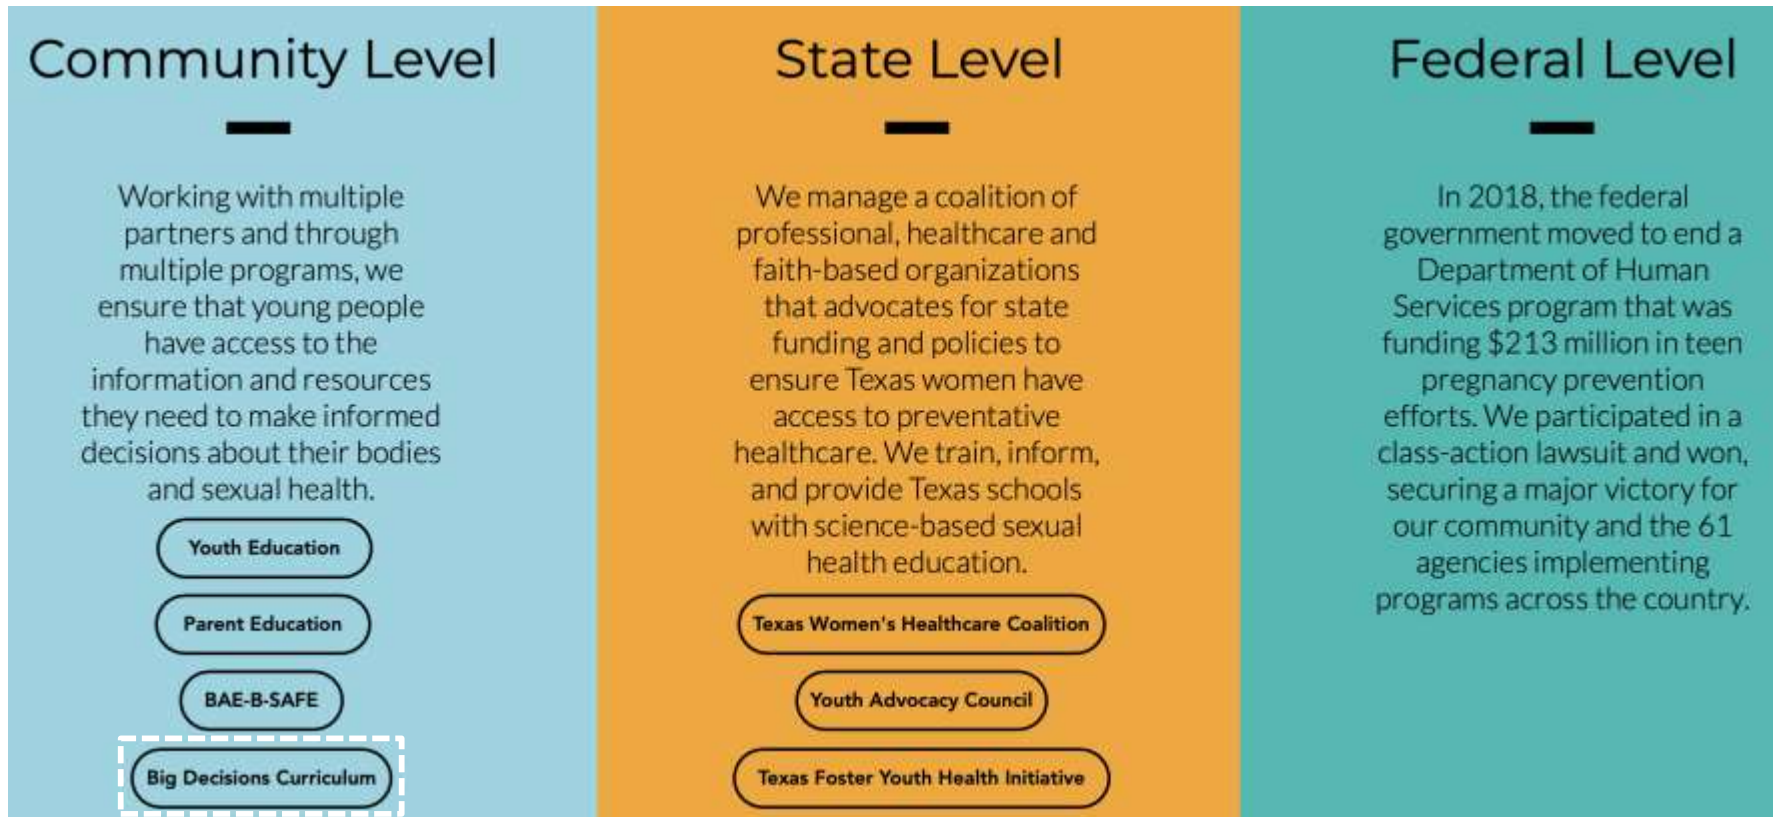 Community Level
Working with multiple
partners and through
multiple programs, we
ensure that young people
have access to the
information and resources
they need to make informed
decisions about their bodies
and sexual health.
Youth Education
Parent Education
BAE-B-SAFE
Big Decisions Curriculum
State Level
We manage a coalition of
professional, healthcare and
faith-based organizations
that advocates for state
funding and policies to
ensure Texas women have
access to preventative
healthcare. We train, inform,
and provide Texas schools
with science-based sexual
health education.
Texas Women's Healthcare Coalition
Youth Advocacy Council
Texas Foster Youth Health Initiative
Federal Level
In 2018, the federal
government moved to end a
Department of Human
Services program that was
funding $213 million in teen
pregnancy prevention
efforts. We participated in a
class-action lawsuit and won,
securing a major victory for
our community and the 61
agencies implementing
programs across the country.